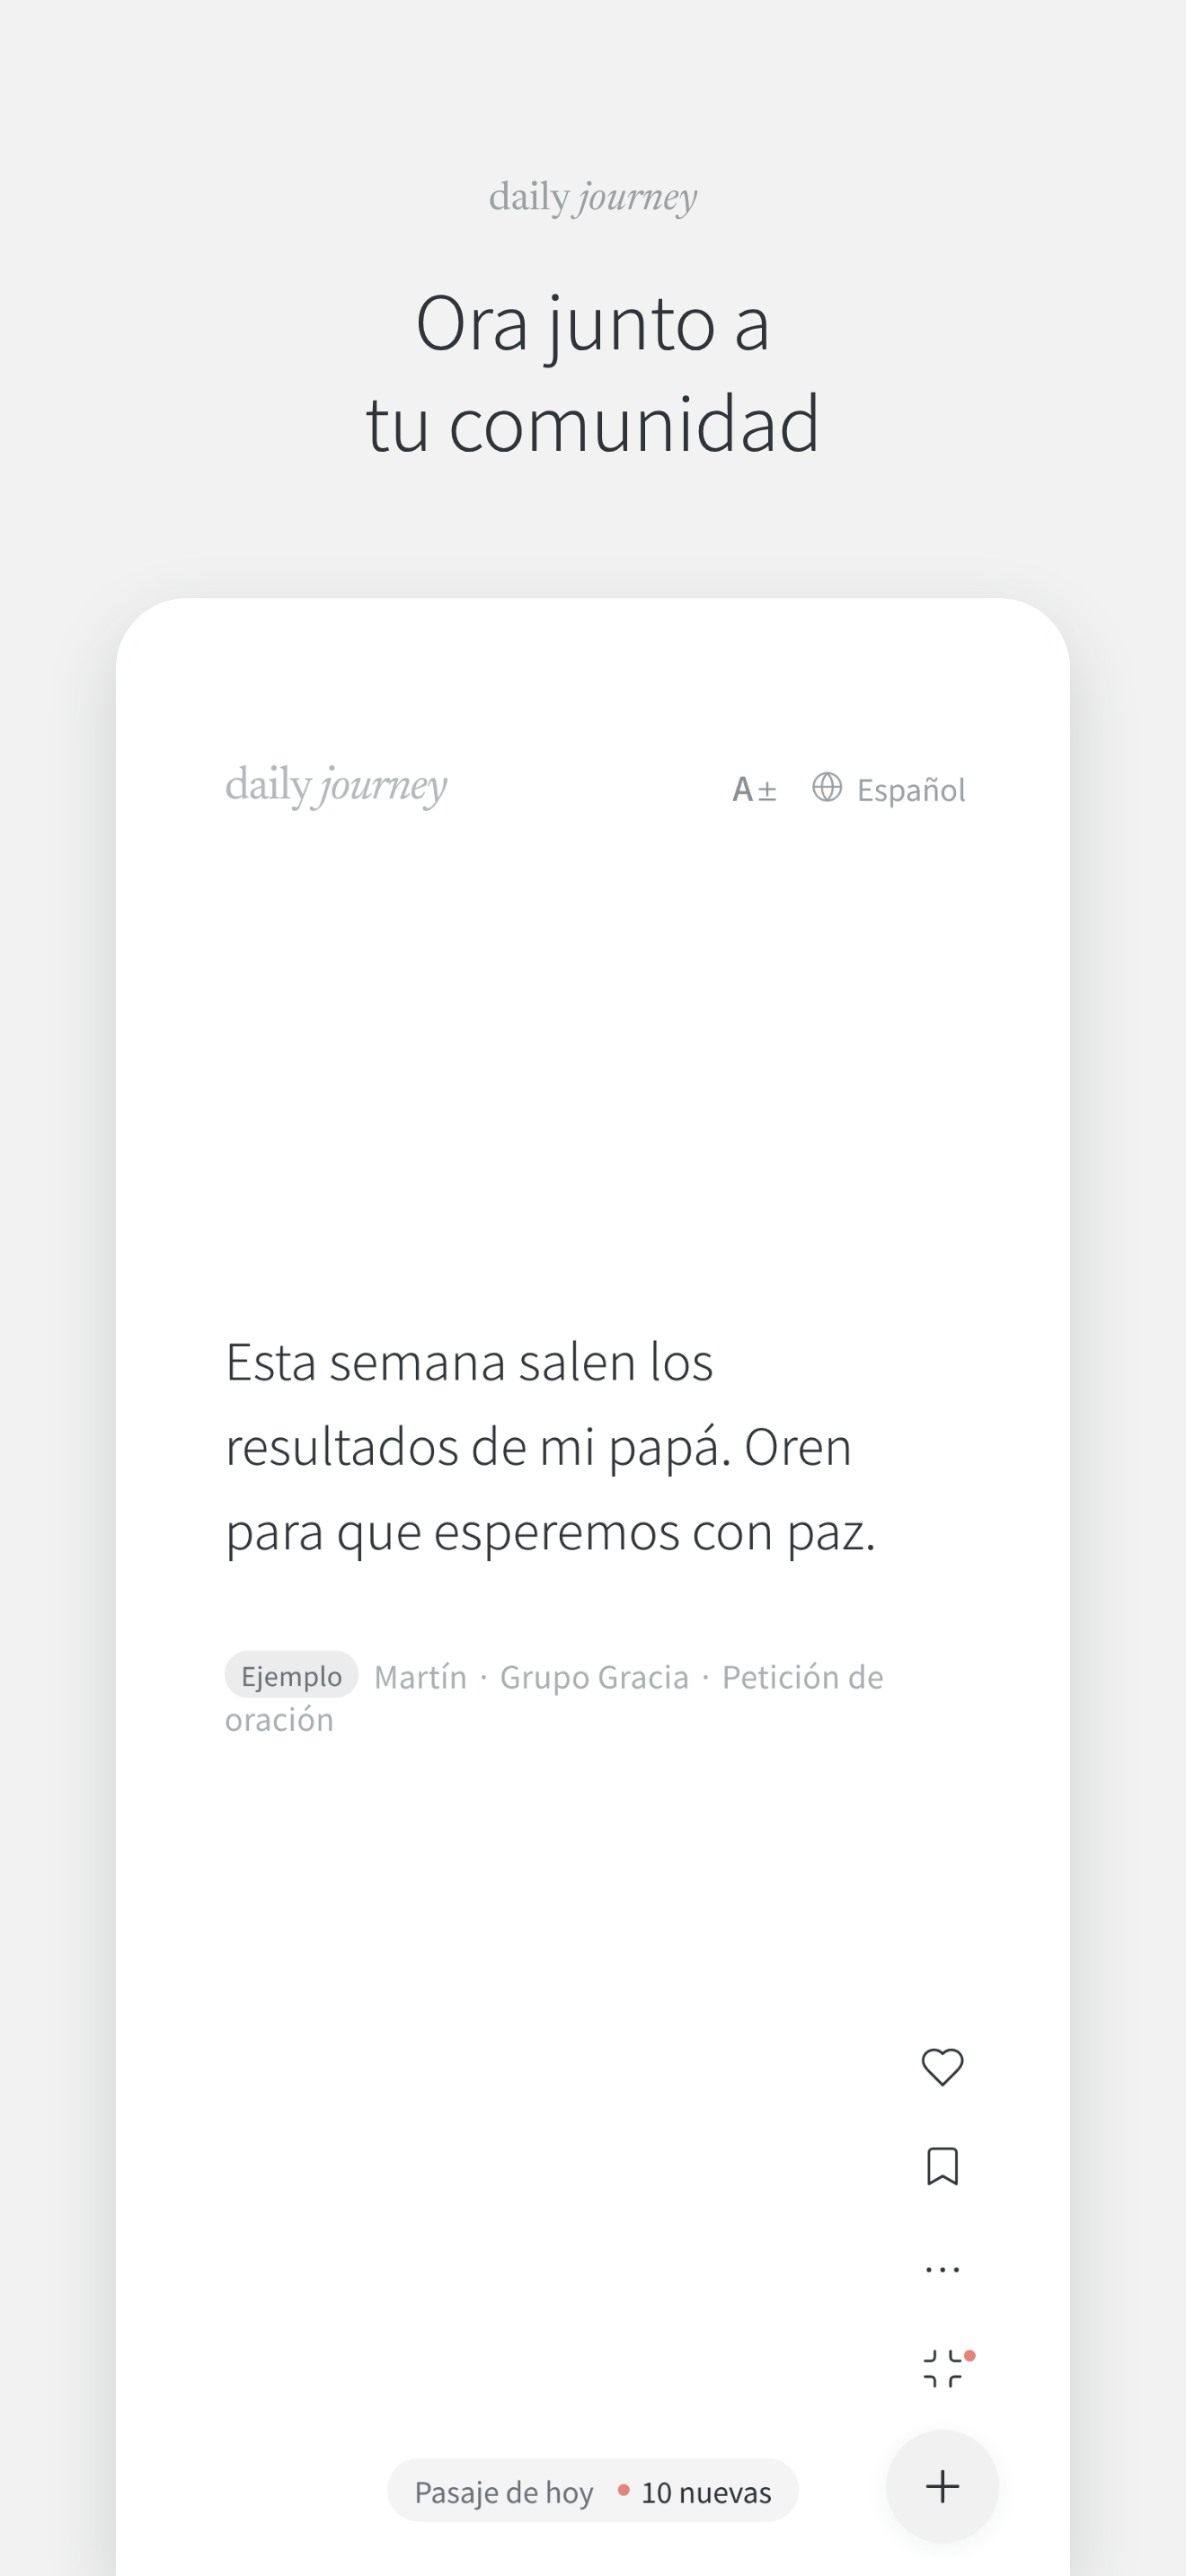 daily journey
Ora junto a
tu comunidad
daily journey
A± Español
Esta semana salen los
resultados de mi papá. Oren
para que esperemos con paz.
Ejemplo Martín · Grupo Gracia · Petición de
oración
Pasaje de hoy 10 nuevas